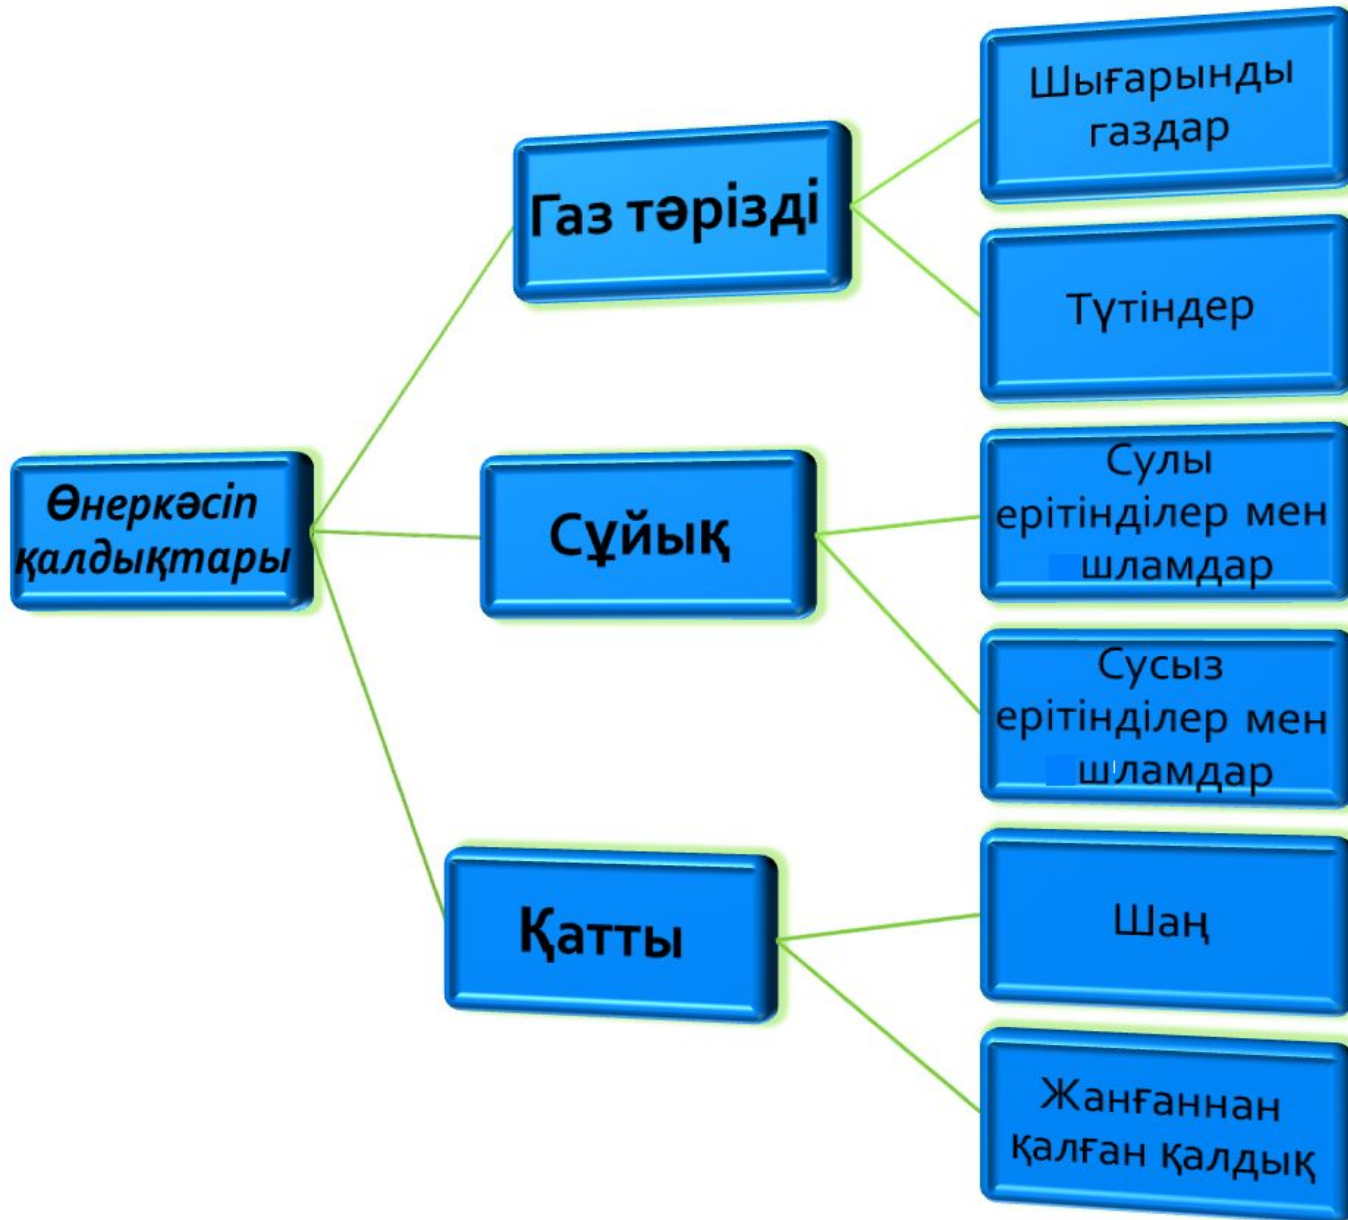 Өнеркәсіп
қалдықтары
Газ тәрізді
Шығарынды
газдар
Түтіндер
Сұйық
Сулы
ерітінділер мен
шламдар
Сусыз
ерітінділер мен
шламдар
Қатты
Шаң
Жанғаннан
қалған қалдық